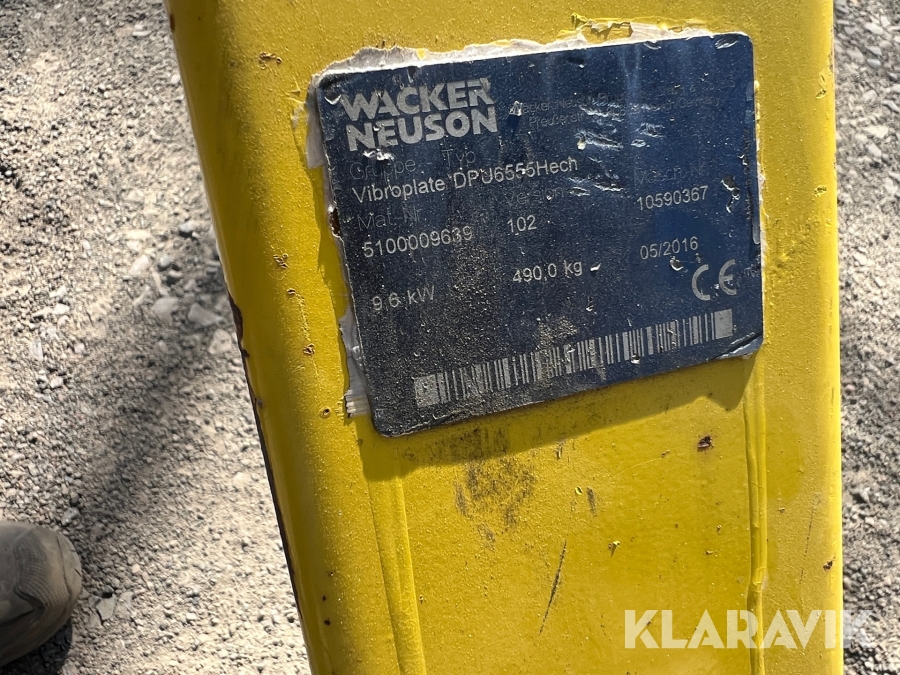 WACKER
NEUSON
Gruppe - Typ
Vibroplate DPU6555Hech
Mat.-Nr. Version
5100009639 102 10590367
9,6 kW 490,0 kg 05/2016
CE
KLARAVIK